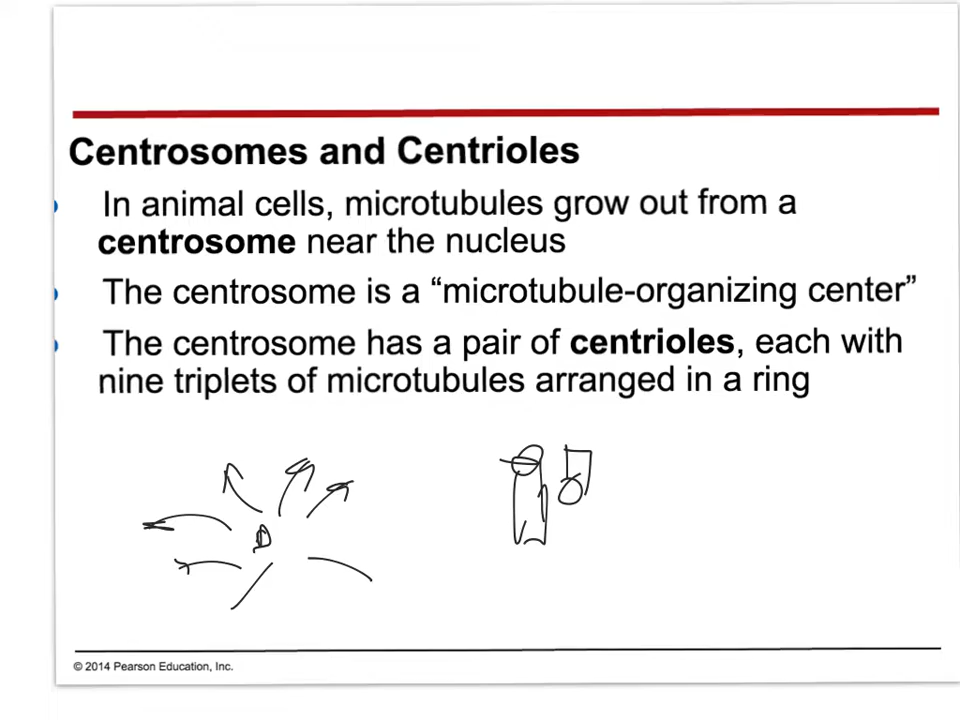 Centrosomes and Centrioles
In animal cells, microtubules grow out from a
centrosome near the nucleus
The centrosome is a “microtubule-organizing center”
The centrosome has a pair of centrioles, each with
nine triplets of microtubules arranged in a ring
© 2014 Pearson Education, Inc.